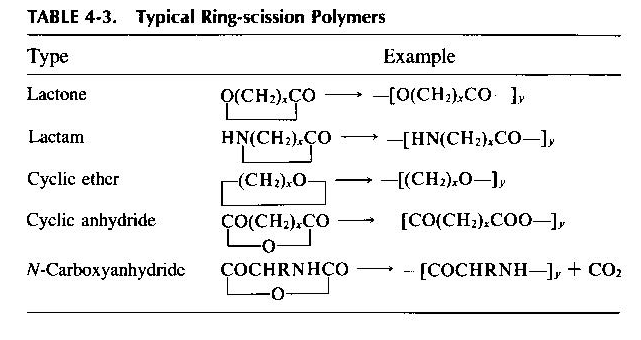 TABLE 4-3. Typical Ring-scission Polymers
Type Example
Lactone O(CH₂)ₓCO ⟶ –[O(CH₂)ₓCO ]ᵧ
Lactam HN(CH₂)ₓCO ⟶ –[HN(CH₂)ₓCO—]ᵧ
Cyclic ether (CH₂)ₓO ⟶ –[(CH₂)ₓO—]ᵧ
Cyclic anhydride CO(CH₂)ₓCO ⟶ [CO(CH₂)ₓCOO—]ᵧ
O
N-Carboxyanhydride COCHRNHCO ⟶ –[COCHRNH—]ᵧ + CO₂
O